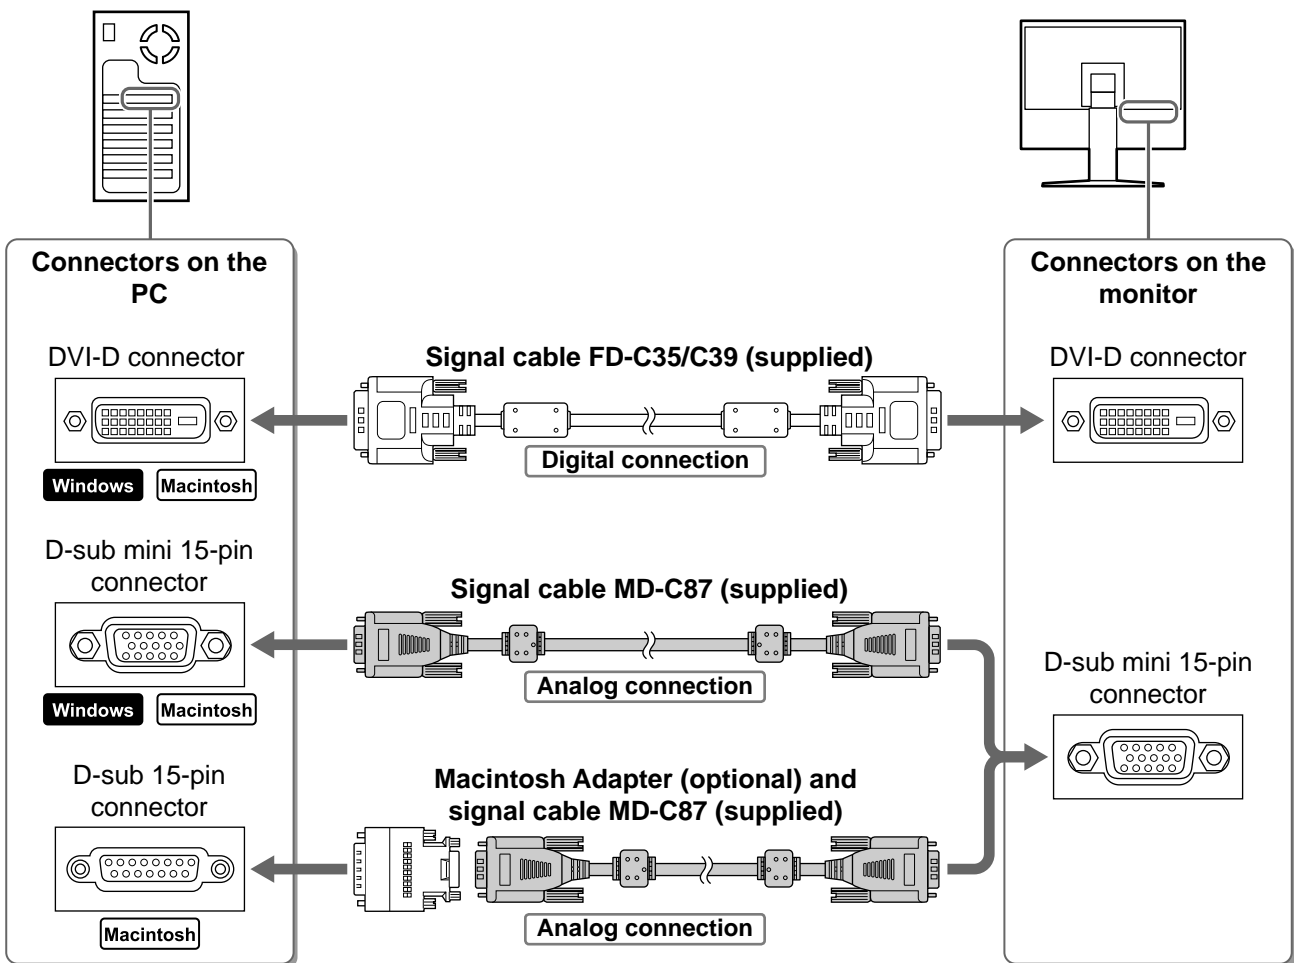 Connectors on the
PC
DVI-D connector
Windows
Macintosh
D-sub mini 15-pin
connector
Windows
Macintosh
D-sub 15-pin
connector
Macintosh
Signal cable FD-C35/C39 (supplied)
Digital connection
Signal cable MD-C87 (supplied)
Analog connection
Macintosh Adapter (optional) and
signal cable MD-C87 (supplied)
Analog connection
Connectors on the
monitor
DVI-D connector
D-sub mini 15-pin
connector